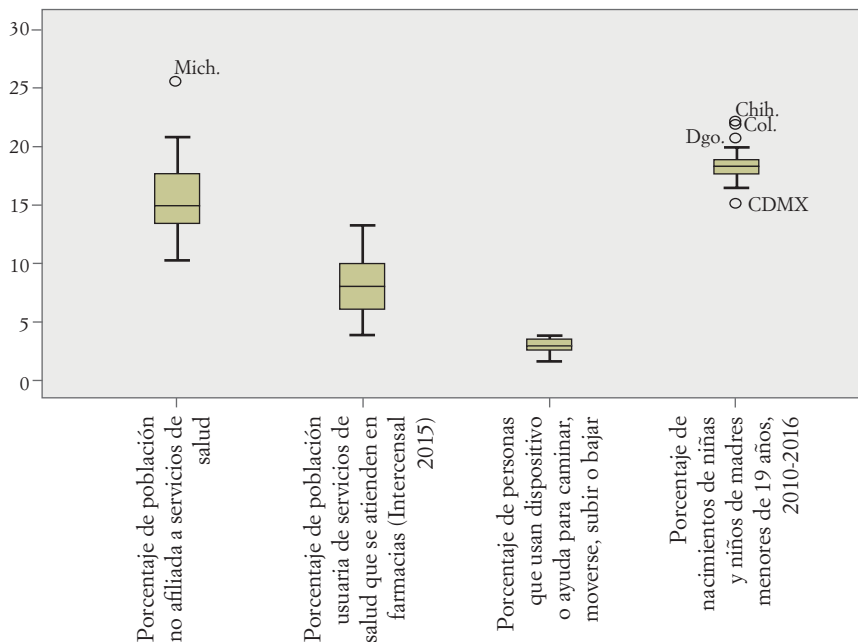 30
25
20
15
10
5
0
Mich.
Chih.
Col.
Dgo.
CDMX
Porcentaje de población
no afiliada a servicios de
salud
Porcentaje de población
usuaria de servicios de
salud que se atienden en
farmacias (Intercensal
2015)
Porcentaje de personas
que usan dispositivo
o ayuda para caminar,
moverse, subir o bajar
Porcentaje de
nacimientos de niñas
y niños de madres
menores de 19 años,
2010-2016